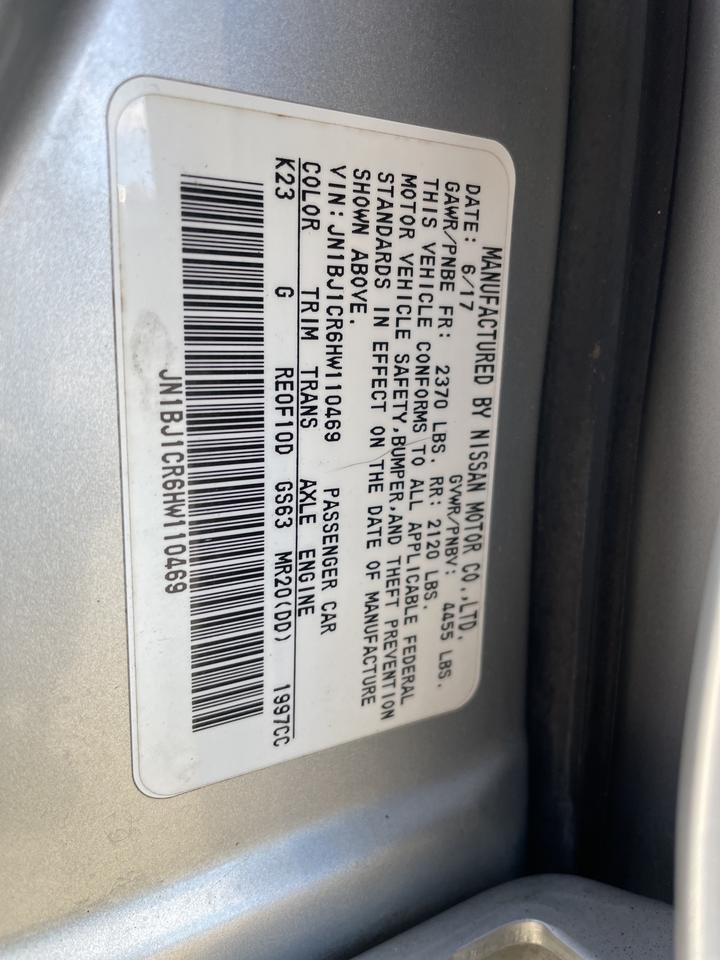 MANUFACTURED BY NISSAN MOTOR CO.,LTD.
DATE: 6/17 GVWR/PNBV: 4455 LBS.
GAWR/PNBE FR: 2370 LBS. RR: 2120 LBS.
THIS VEHICLE CONFORMS TO ALL APPLICABLE FEDERAL
MOTOR VEHICLE SAFETY,BUMPER,AND THEFT PREVENTION
STANDARDS IN EFFECT ON THE DATE OF MANUFACTURE
SHOWN ABOVE.
VIN:JN1BJ1CR6HW110469 PASSENGER CAR
COLOR TRIM TRANS AXLE ENGINE
K23 G RE0F10D GS63 MR20(DD) 1997CC
JN1BJ1CR6HW110469